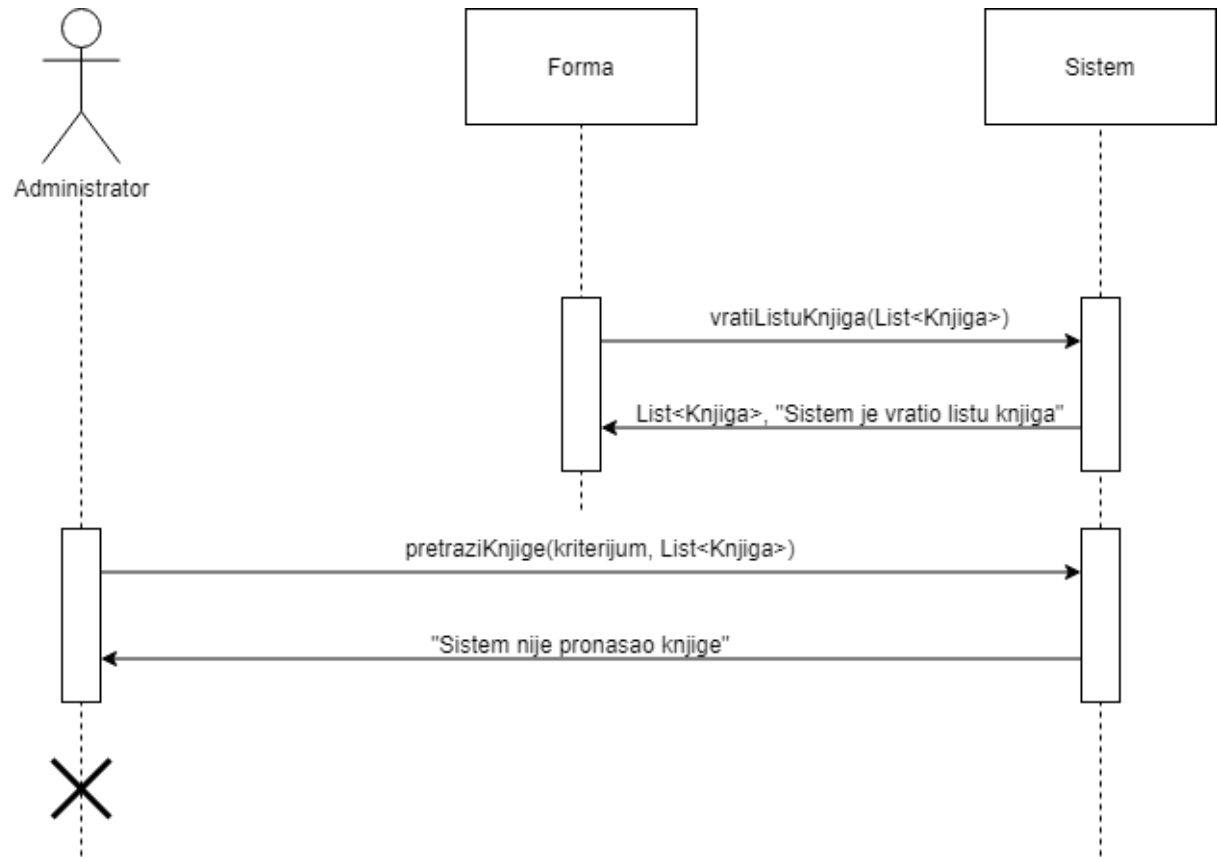 Forma
Sistem
Administrator
vratiListuKnjiga(List<Knjiga>)
List<Knjiga>, "Sistem je vratio listu knjiga"
pretraziKnjige(kriterijum, List<Knjiga>)
"Sistem nije pronasao knjige"